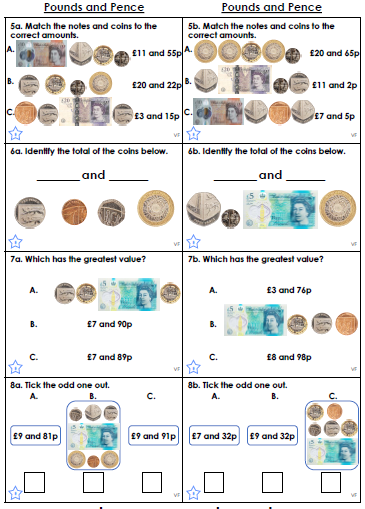 Pounds and Pence
Pounds and Pence
5a. Match the notes and coins to the
correct amounts.
A.
£11 and 55p
B.
£20 and 22p
C.
£3 and 15p
VF
5b. Match the notes and coins to the
correct amounts.
A.
£20 and 65p
B.
£11 and 2p
C.
£7 and 5p
VF
6a. Identify the total of the coins below.
_______ and _______
VF
6b. Identify the total of the coins below.
_______ and _______
VF
7a. Which has the greatest value?
A.
B.
£7 and 90p
C.
£7 and 89p
VF
7b. Which has the greatest value?
A.
£3 and 76p
B.
C.
£8 and 98p
VF
8a. Tick the odd one out.
A. B. C.
£9 and 81p
£9 and 91p
VF
8b. Tick the odd one out.
A. B. C.
£7 and 32p
£9 and 32p
VF